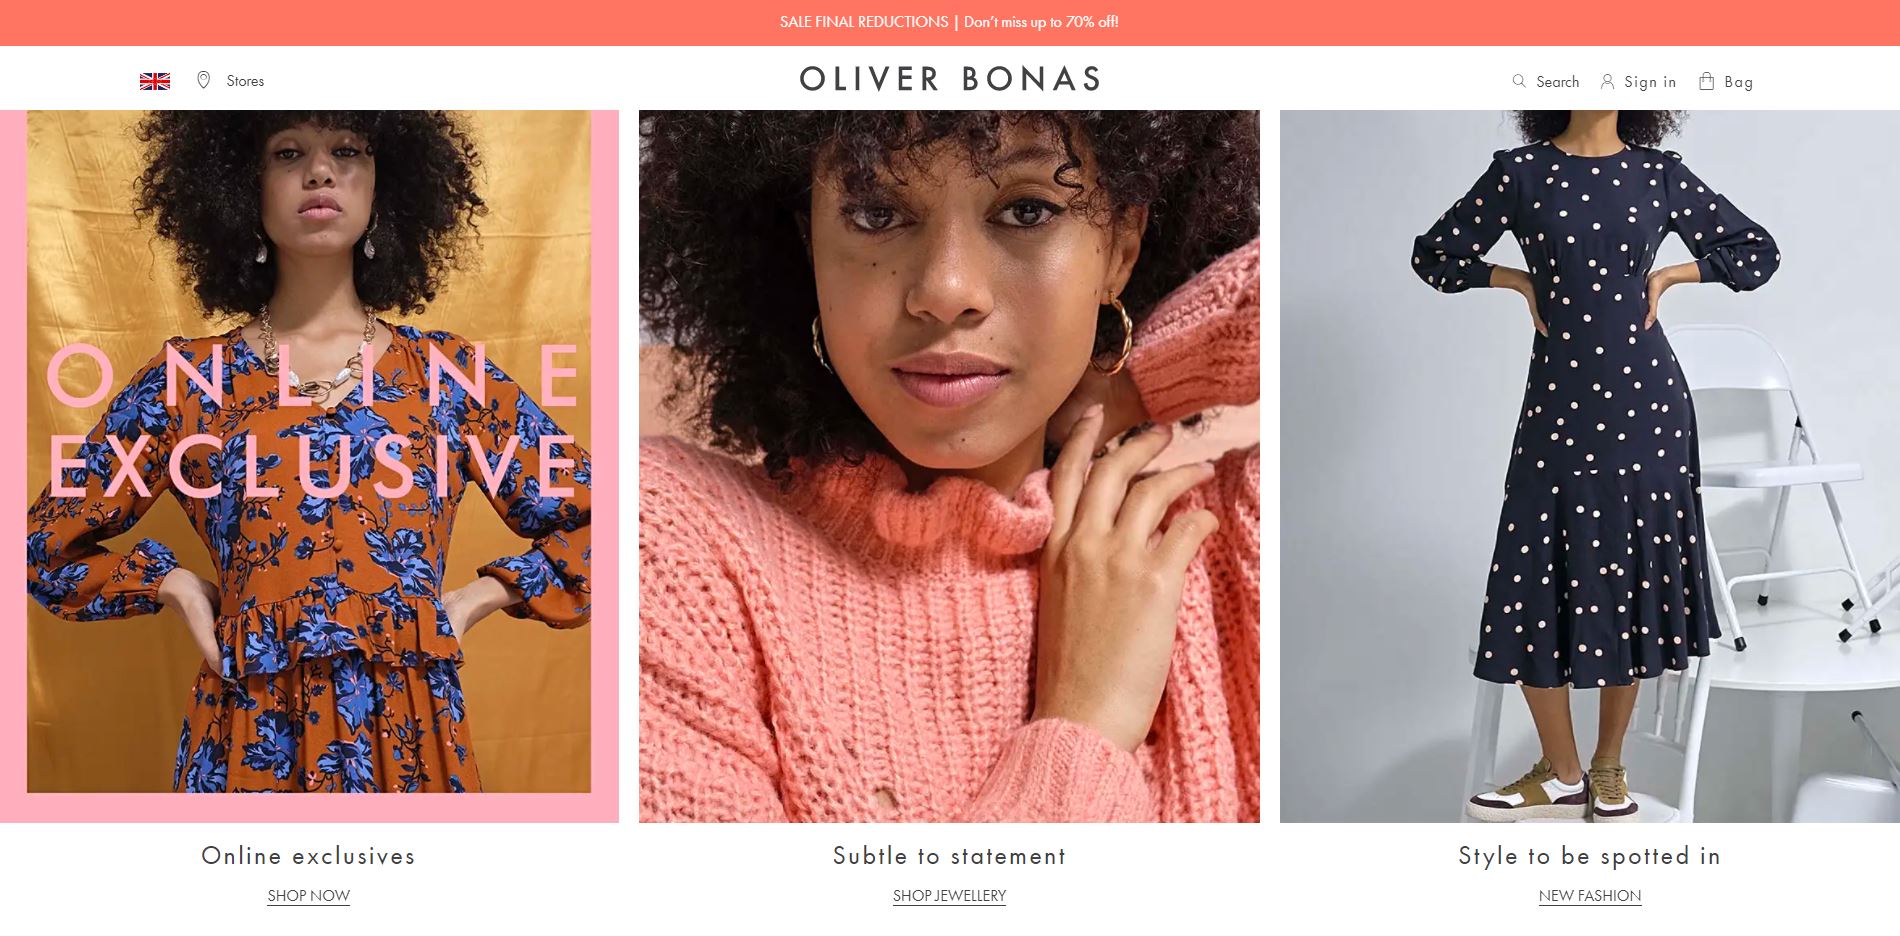 SALE FINAL REDUCTIONS | Don't miss up to 70% off!
Stores
OLIVER BONAS
Search
Sign in
Bag
ONLINE
EXCLUSIVE
Online exclusives
SHOP NOW
Subtle to statement
SHOP JEWELLERY
Style to be spotted in
NEW FASHION